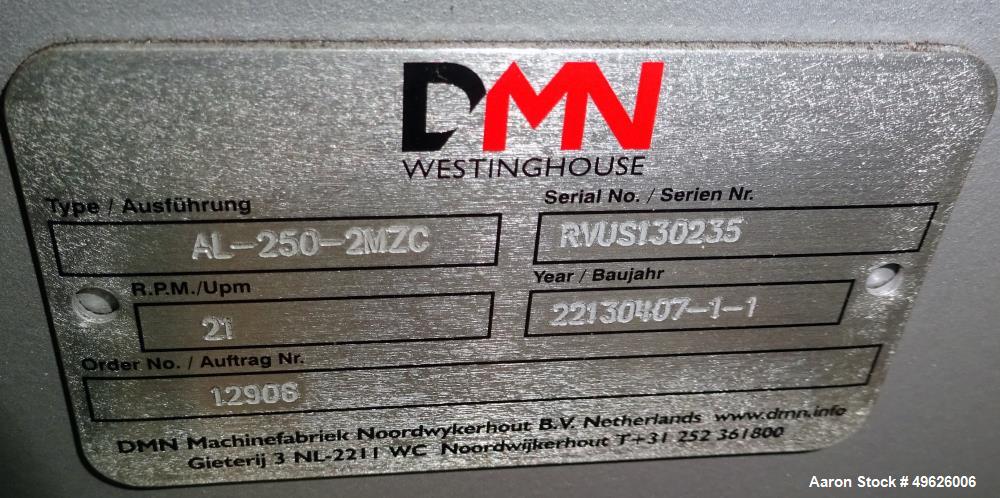 DMN
WESTINGHOUSE
Type / Ausführung
AL-250-2MZC
Serial No. / Serien Nr.
RVUS130235
R.P.M./Upm
21
Year / Baujahr
22130407-1-1
Order No. / Auftrag Nr.
12906
DMN Machinefabriek Noordwykerhout B.V. Netherlands www.dmn.info
Gieterij 3 NL-2211 WC Noordwijkerhout T+31 252 361800
Aaron Stock # 49626006